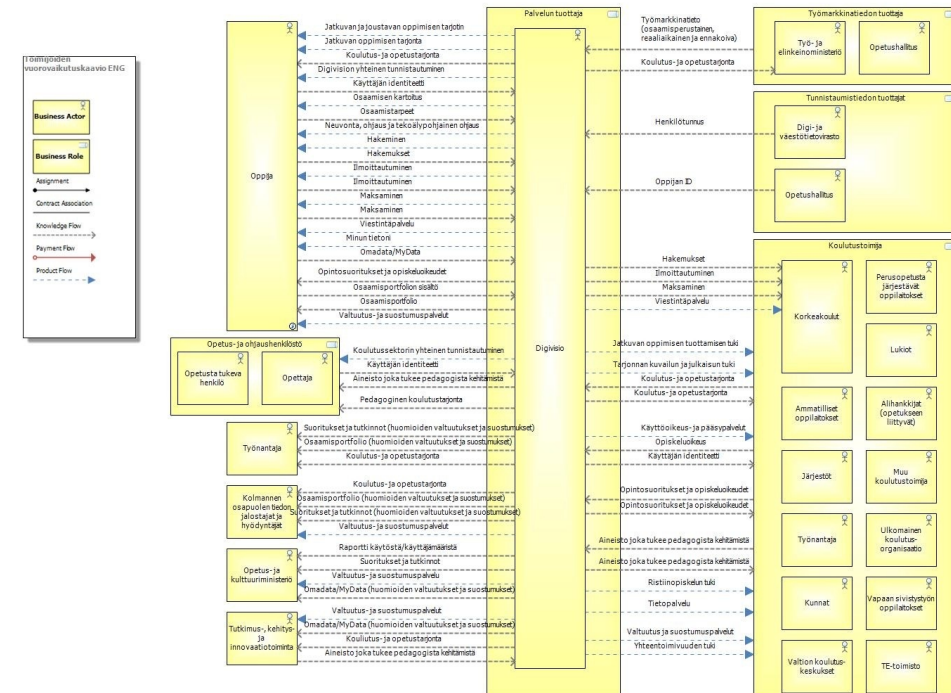 Toimijoiden
vuorovaikutuskaavio ENG
Business Actor
Business Role
Assignment
Contract Association
Knowledge Flow
Payment Flow
Product Flow
Oppija
Jatkuvan ja joustavan oppimisen tarjotin
Jatkuvan oppimisen tarjonta
Koulutus- ja opetustarjonta
Digivision yhteinen tunnistautuminen
Käyttäjän identiteetti
Osaamisen kartoitus
Osaamistarpeet
Neuvonta, ohjaus ja tekoälypohjainen ohjaus
Hakeminen
Hakemukset
Ilmoittautuminen
Ilmoittautuminen
Maksaminen
Maksaminen
Viestintäpalvelu
Minun tietoni
Omadata/MyData
Opintosuoritukset ja opiskeluoikeudet
Osaamisportfolion sisältö
Osaamisportfolio
Valtuutus- ja suostumuspalvelut
Opetus- ja ohjaushenkilöstö
Opetusta tukeva
henkilö
Opettaja
Koulutussektorin yhteinen tunnistautuminen
Käyttäjän identiteetti
Aineisto joka tukee pedagogista kehitämistä
Pedagoginen koulutustarjonta
Työnantaja
Suoritukset ja tutkinnot (huomioiden valtuutukset ja suostumukset)
Osaamisportfolio (huomioiden valtuutukset ja suostumukset)
Koulutus- ja opetustarjonta
Kolmannen
osapuolen tiedon
jalostajat ja
hyödyntäjät
Koulutus- ja opetustarjonta
Osaamisportfolio (huomioiden valtuutukset ja suostumukset)
Suoritukset ja tutkinnot (huomioiden valtuutukset ja suostumukset)
Valtuutus- ja suostumuspalvelut
Opetus- ja
kulttuuriministeriö
Raportti käytöstä/käyttäjämääristä
Suoritukset ja tutkinnot
Valtuutus- ja suostumuspalvelu
Omadata/MyData (huomioiden valtuutukset ja suostumukset)
Tutkimus-, kehitys-
ja
innovaatiotoiminta
Valtuutus- ja suostumuspalvelut
Omadata/MyData (huomioiden valtuutukset ja suostumukset)
Koulutus- ja opetustarjonta
Aineisto joka tukee pedagogista kehitämistä
Palvelun tuottaja
Digivisio
Työmarkkinatieto
(osaamisperustainen,
reaaliaikainen ja ennakoiva)
Koulutus- ja opetustarjonta
Henkilötunnus
Oppijan ID
Hakemukset
Ilmoittautuminen
Maksaminen
Viestintäpalvelu
Jatkuvan oppimisen tuottamisen tuki
Tarjonnan kuvailun ja julkaisun tuki
Koulutus- ja opetustarjonta
Koulutus- ja opetustarjonta
Käyttöoikeus- ja pääsypalvelut
Opiskeluoikeus
Käyttäjän identiteetti
Opintosuoritukset ja opiskeluoikeudet
Opintosuoritukset ja opiskeluoikeudet
Aineisto joka tukee pedagogista kehitämistä
Aineisto joka tukee pedagogista kehitämistä
Ristiinopiskelun tuki
Tietopalvelu
Valtuutus ja suostumuspalvelut
Yhteentoimivuuden tuki
Työmarkkinatiedon tuottaja
Työ- ja
elinkeinoministeriö
Opetushallitus
Tunnistaumistiedon tuottajat
Digi- ja
väestötietovirasto
Opetushallitus
Koulutustoimija
Korkeakoulut
Perusopetusta
järjestävät
oppilaitokset
Lukiot
Ammatilliset
oppilaitokset
Alihankkijat
(opetukseen
liittyvät)
Järjestöt
Muu
koulutustoimija
Työnantaja
Ulkomainen
koulutus-
organisaatio
Kunnat
Vapaan sivistystyön
oppilaitokset
Valtion koulutus-
keskukset
TE-toimisto